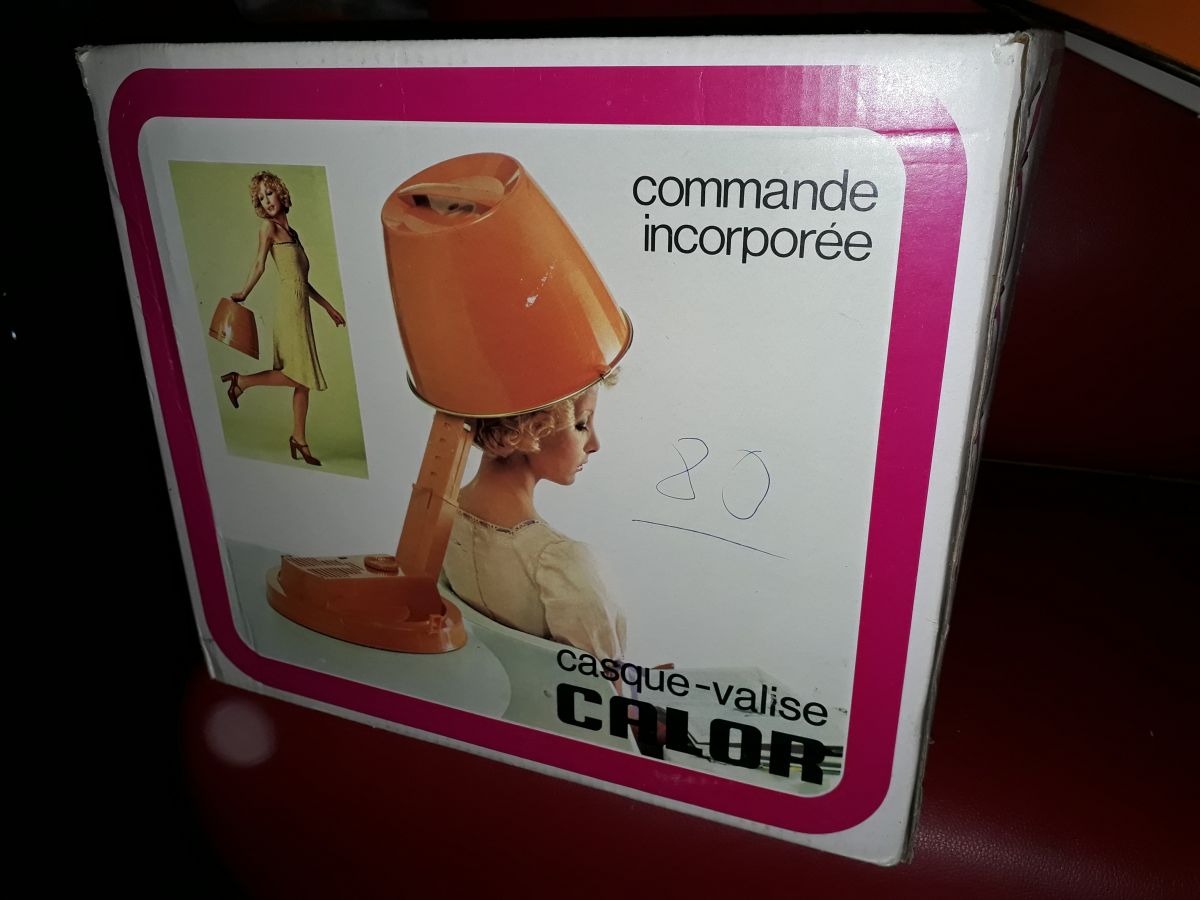 commande
incorporée
80
casque-valise
CALOR